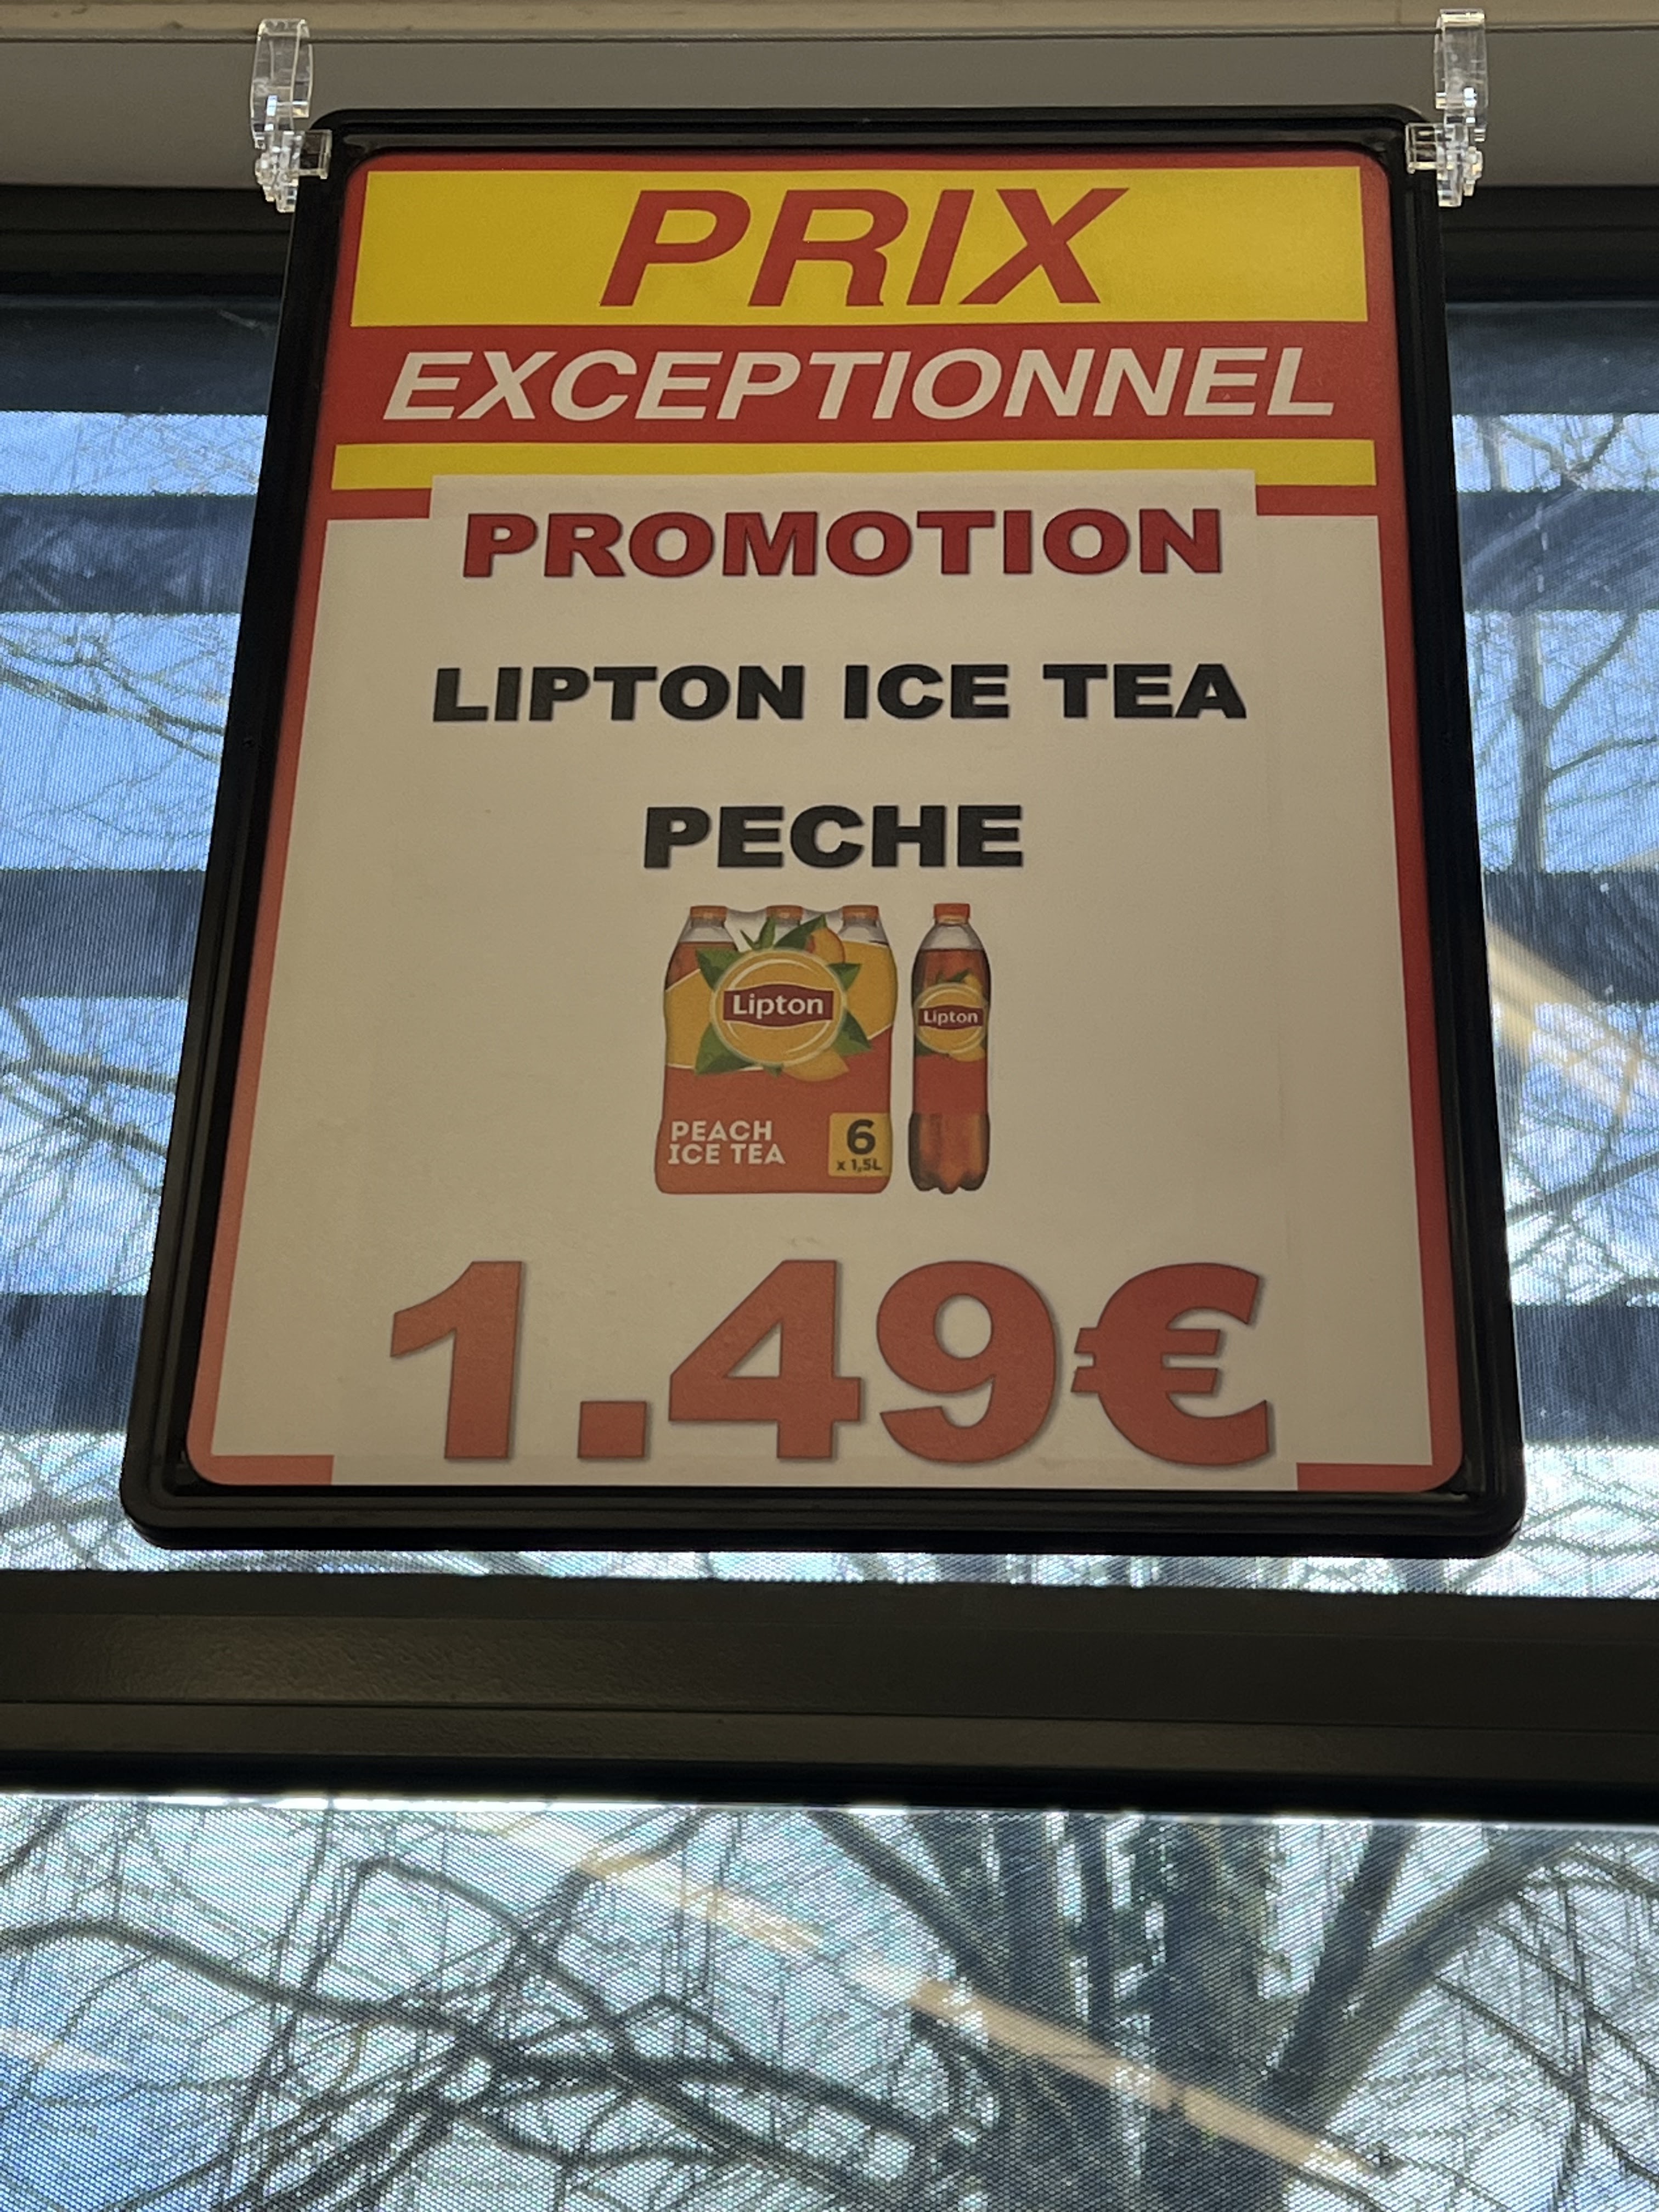 PRIX
EXCEPTIONNEL
PROMOTION
LIPTON ICE TEA
PECHE
Lipton
Lipton
PEACH
ICE TEA
6
x 1,5L
1.49€